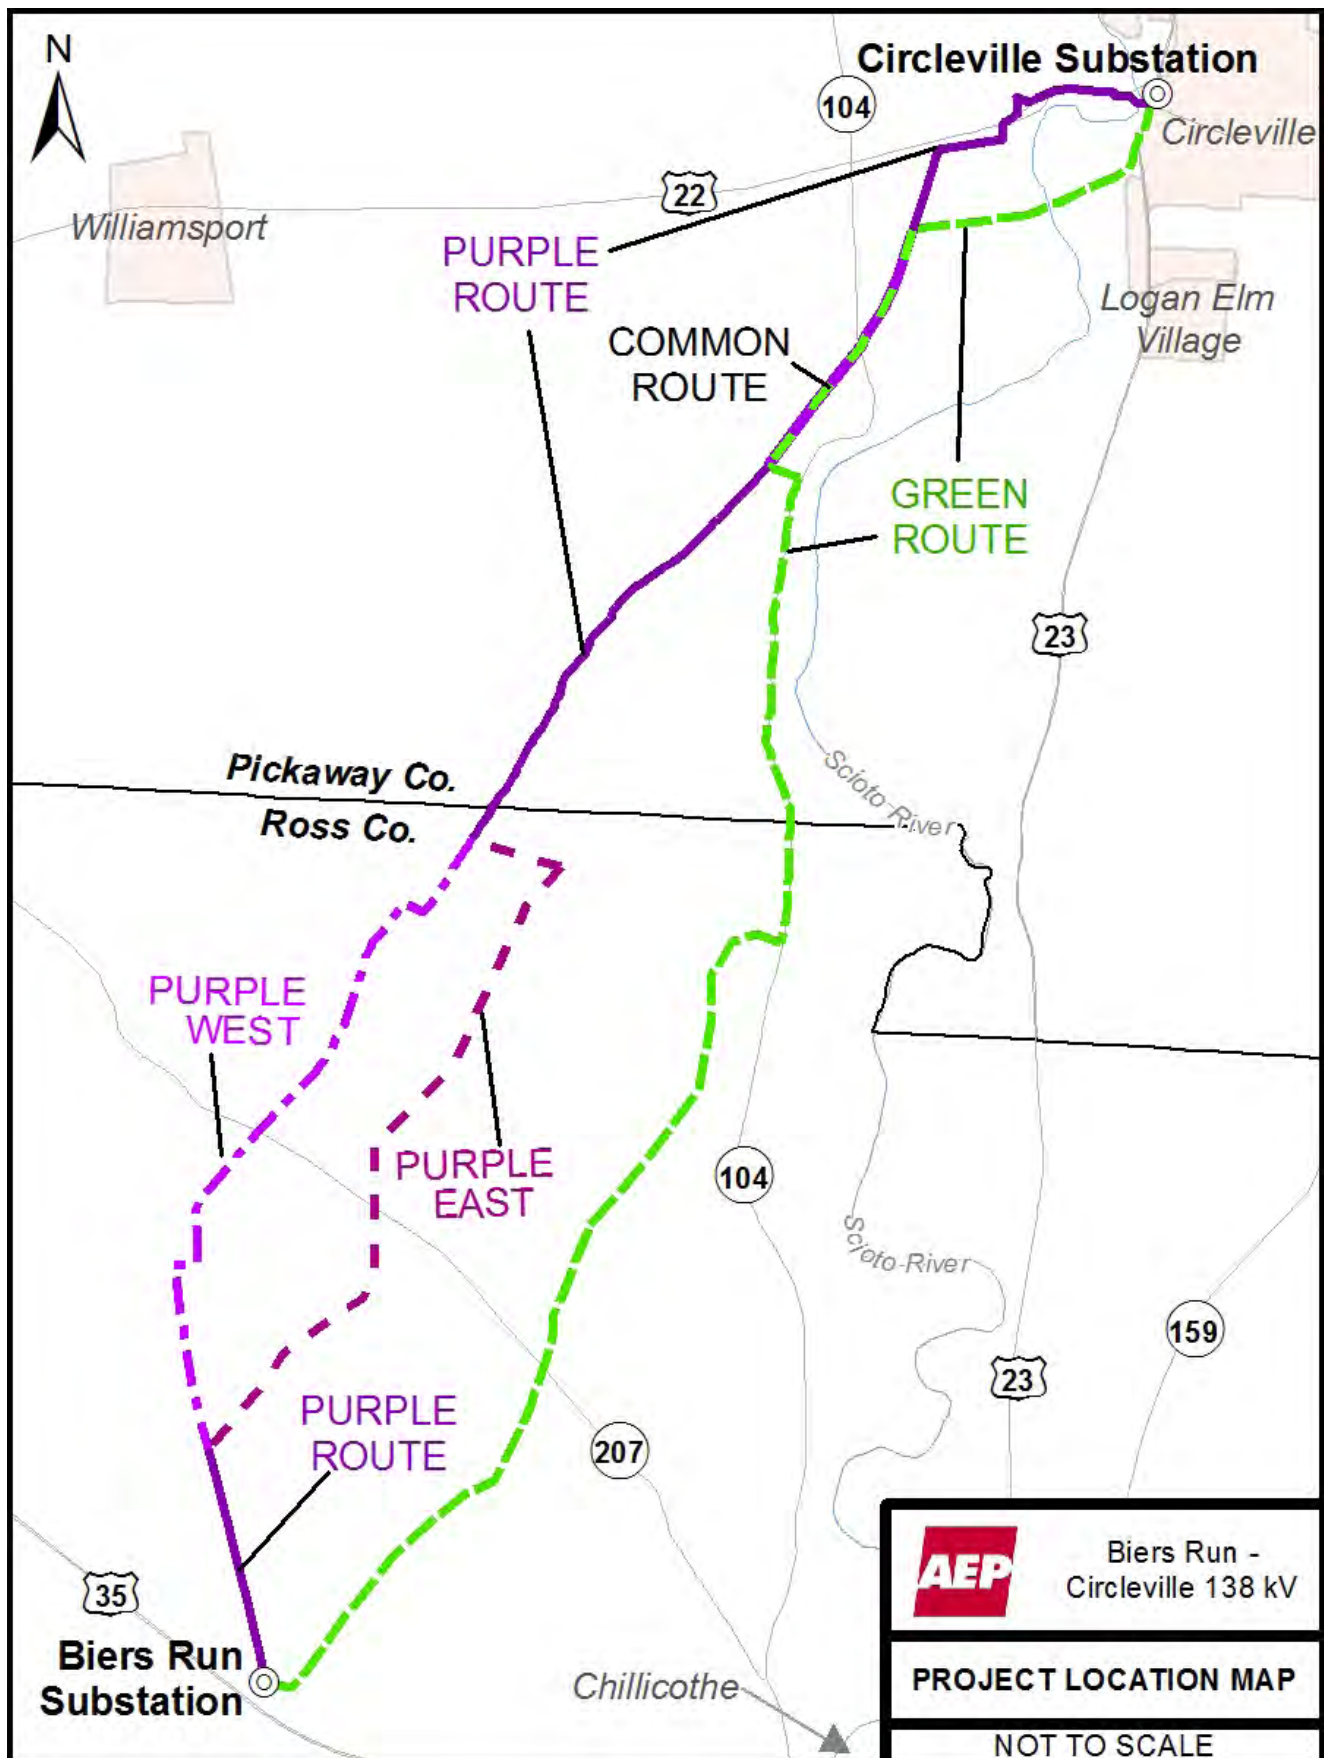 N
Circleville Substation
104
Circleville
22
Williamsport
PURPLE
ROUTE
Logan Elm
Village
COMMON
ROUTE
GREEN
ROUTE
23
Pickaway Co.
Ross Co.
Scioto River
PURPLE
WEST
PURPLE
EAST
104
Scioto River
159
23
PURPLE
ROUTE
207
35
Biers Run
Substation
Chillicothe
AEP
Biers Run -
Circleville 138 kV
PROJECT LOCATION MAP
NOT TO SCALE